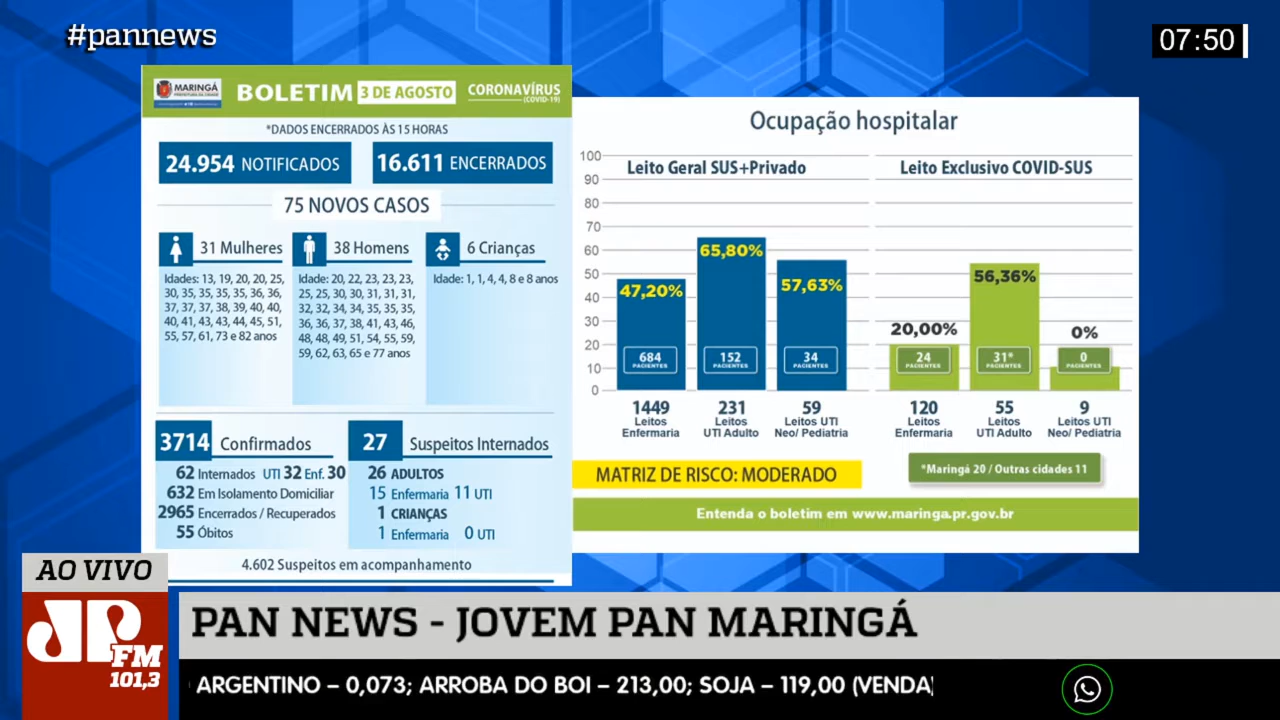 #pannews
07:50
MARINGÁ
BOLETIM 3 DE AGOSTO CORONAVÍRUS
(COVID-19)
*DADOS ENCERRADOS ÀS 15 HORAS
24.954 NOTIFICADOS
16.611 ENCERRADOS
75 NOVOS CASOS
31 Mulheres
Idades: 13, 19, 20, 20, 25,
30, 35, 35, 35, 35, 36, 36,
37, 37, 37, 38, 39, 40, 40,
40, 41, 43, 43, 44, 45, 51,
55, 57, 61, 73 e 82 anos
38 Homens
Idade: 20, 22, 23, 23, 23,
25, 25, 30, 30, 31, 31, 31,
32, 32, 34, 34, 35, 35, 35,
36, 36, 37, 38, 41, 43, 46,
48, 48, 49, 51, 54, 55, 59,
59, 62, 63, 65 e 77 anos
6 Crianças
Idade: 1, 1, 4, 4, 8 e 8 anos
3714 Confirmados
62 Internados UTI 32 Enf. 30
632 Em Isolamento Domiciliar
2965 Encerrados / Recuperados
55 Óbitos
27 Suspeitos Internados
26 ADULTOS
15 Enfermaria 11 UTI
1 CRIANÇAS
1 Enfermaria 0 UTI
4.602 Suspeitos em acompanhamento
Ocupação hospitalar
100
90
80
70
60
50
40
30
20
10
0
Leito Geral SUS+Privado
47,20%
65,80%
57,63%
684
PACIENTES
152
PACIENTES
34
PACIENTES
1449
Leitos
Enfermaria
231
Leitos
UTI Adulto
59
Leitos UTI
Neo/ Pediatria
Leito Exclusivo COVID-SUS
20,00%
56,36%
0%
24
PACIENTES
31*
PACIENTES
0
PACIENTES
120
Leitos
Enfermaria
55
Leitos
UTI Adulto
9
Leitos UTI
Neo/ Pediatria
MATRIZ DE RISCO: MODERADO
*Maringá 20 / Outras cidades 11
Entenda o boletim em www.maringa.pr.gov.br
AO VIVO
JP
FM
101,3
PAN NEWS - JOVEM PAN MARINGÁ
ARGENTINO – 0,073; ARROBA DO BOI – 213,00; SOJA – 119,00 (VENDA)